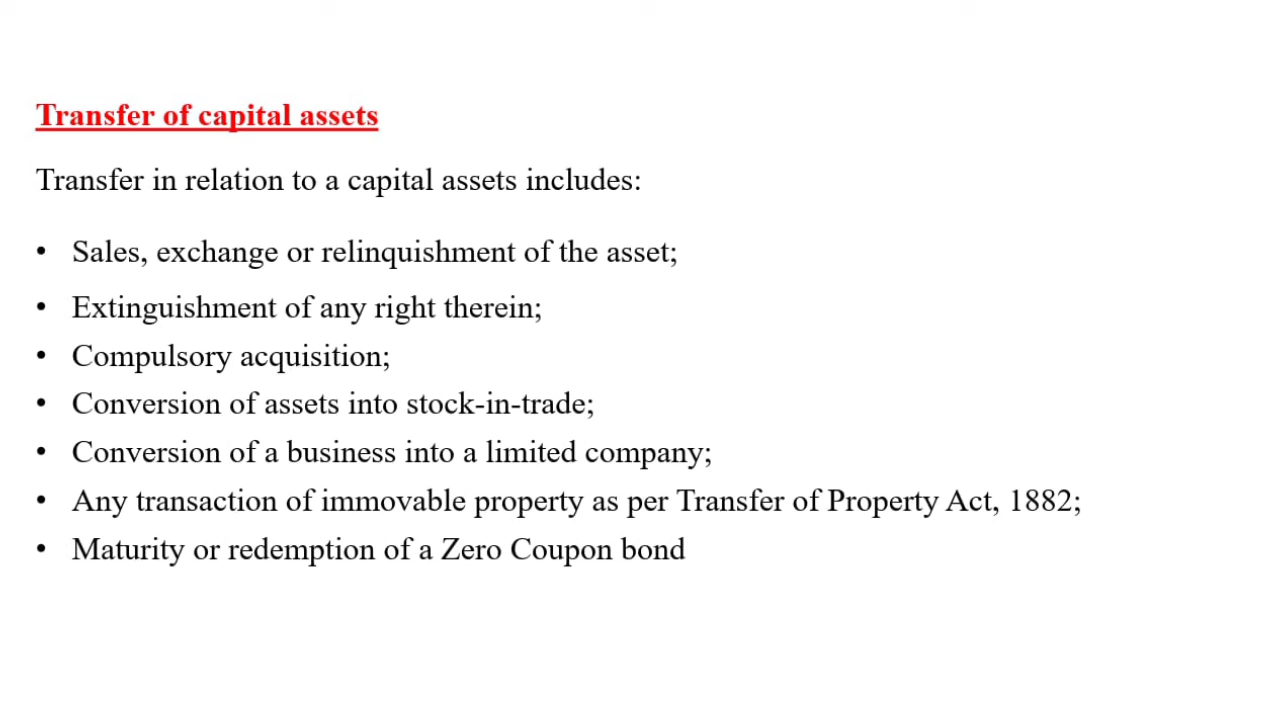 Transfer of capital assets
Transfer in relation to a capital assets includes:
• Sales, exchange or relinquishment of the asset;
• Extinguishment of any right therein;
• Compulsory acquisition;
• Conversion of assets into stock-in-trade;
• Conversion of a business into a limited company;
• Any transaction of immovable property as per Transfer of Property Act, 1882;
• Maturity or redemption of a Zero Coupon bond